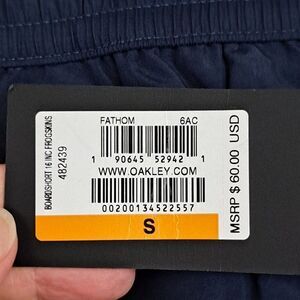 FATHOM 6AC
1 90645 52942 1
WWW.OAKLEY.COM
00200134522557
S
BOARDSHORT 16 INC FROGSKINS
482439
MSRP $ 60.00 USD